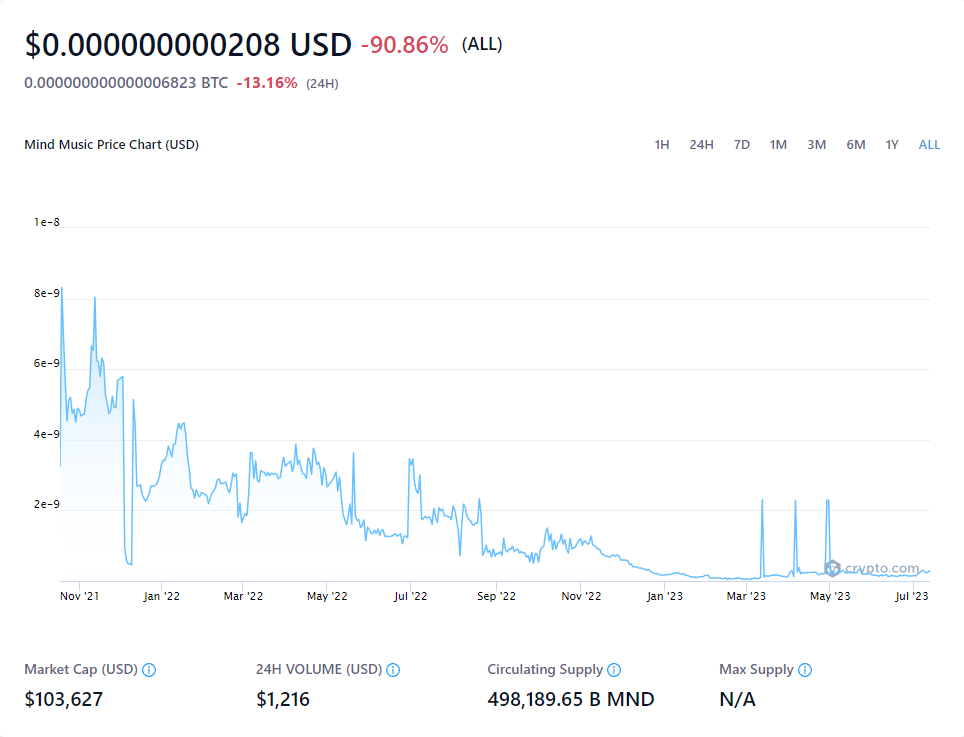 $0.000000000208 USD -90.86% (ALL)
0.000000000000006823 BTC -13.16% (24H)
Mind Music Price Chart (USD) 1H 24H 7D 1M 3M 6M 1Y ALL
1e-8
8e-9
6e-9
4e-9
2e-9
crypto.com
Nov '21 Jan '22 Mar '22 May '22 Jul '22 Sep '22 Nov '22 Jan '23 Mar '23 May '23 Jul '23
Market Cap (USD) 24H VOLUME (USD) Circulating Supply Max Supply
$103,627 $1,216 498,189.65 B MND N/A